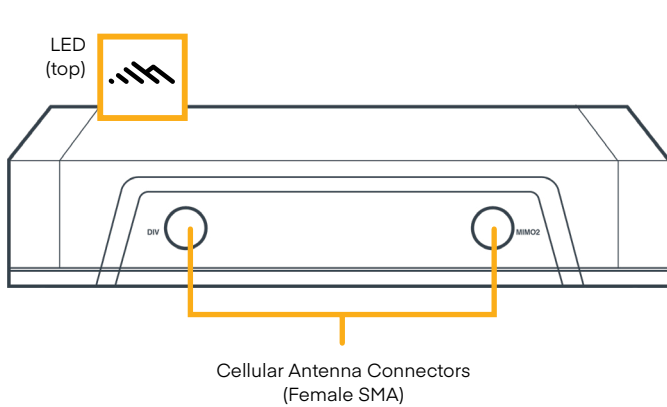 LED
(top)
DIV
MIMO2
Cellular Antenna Connectors
(Female SMA)